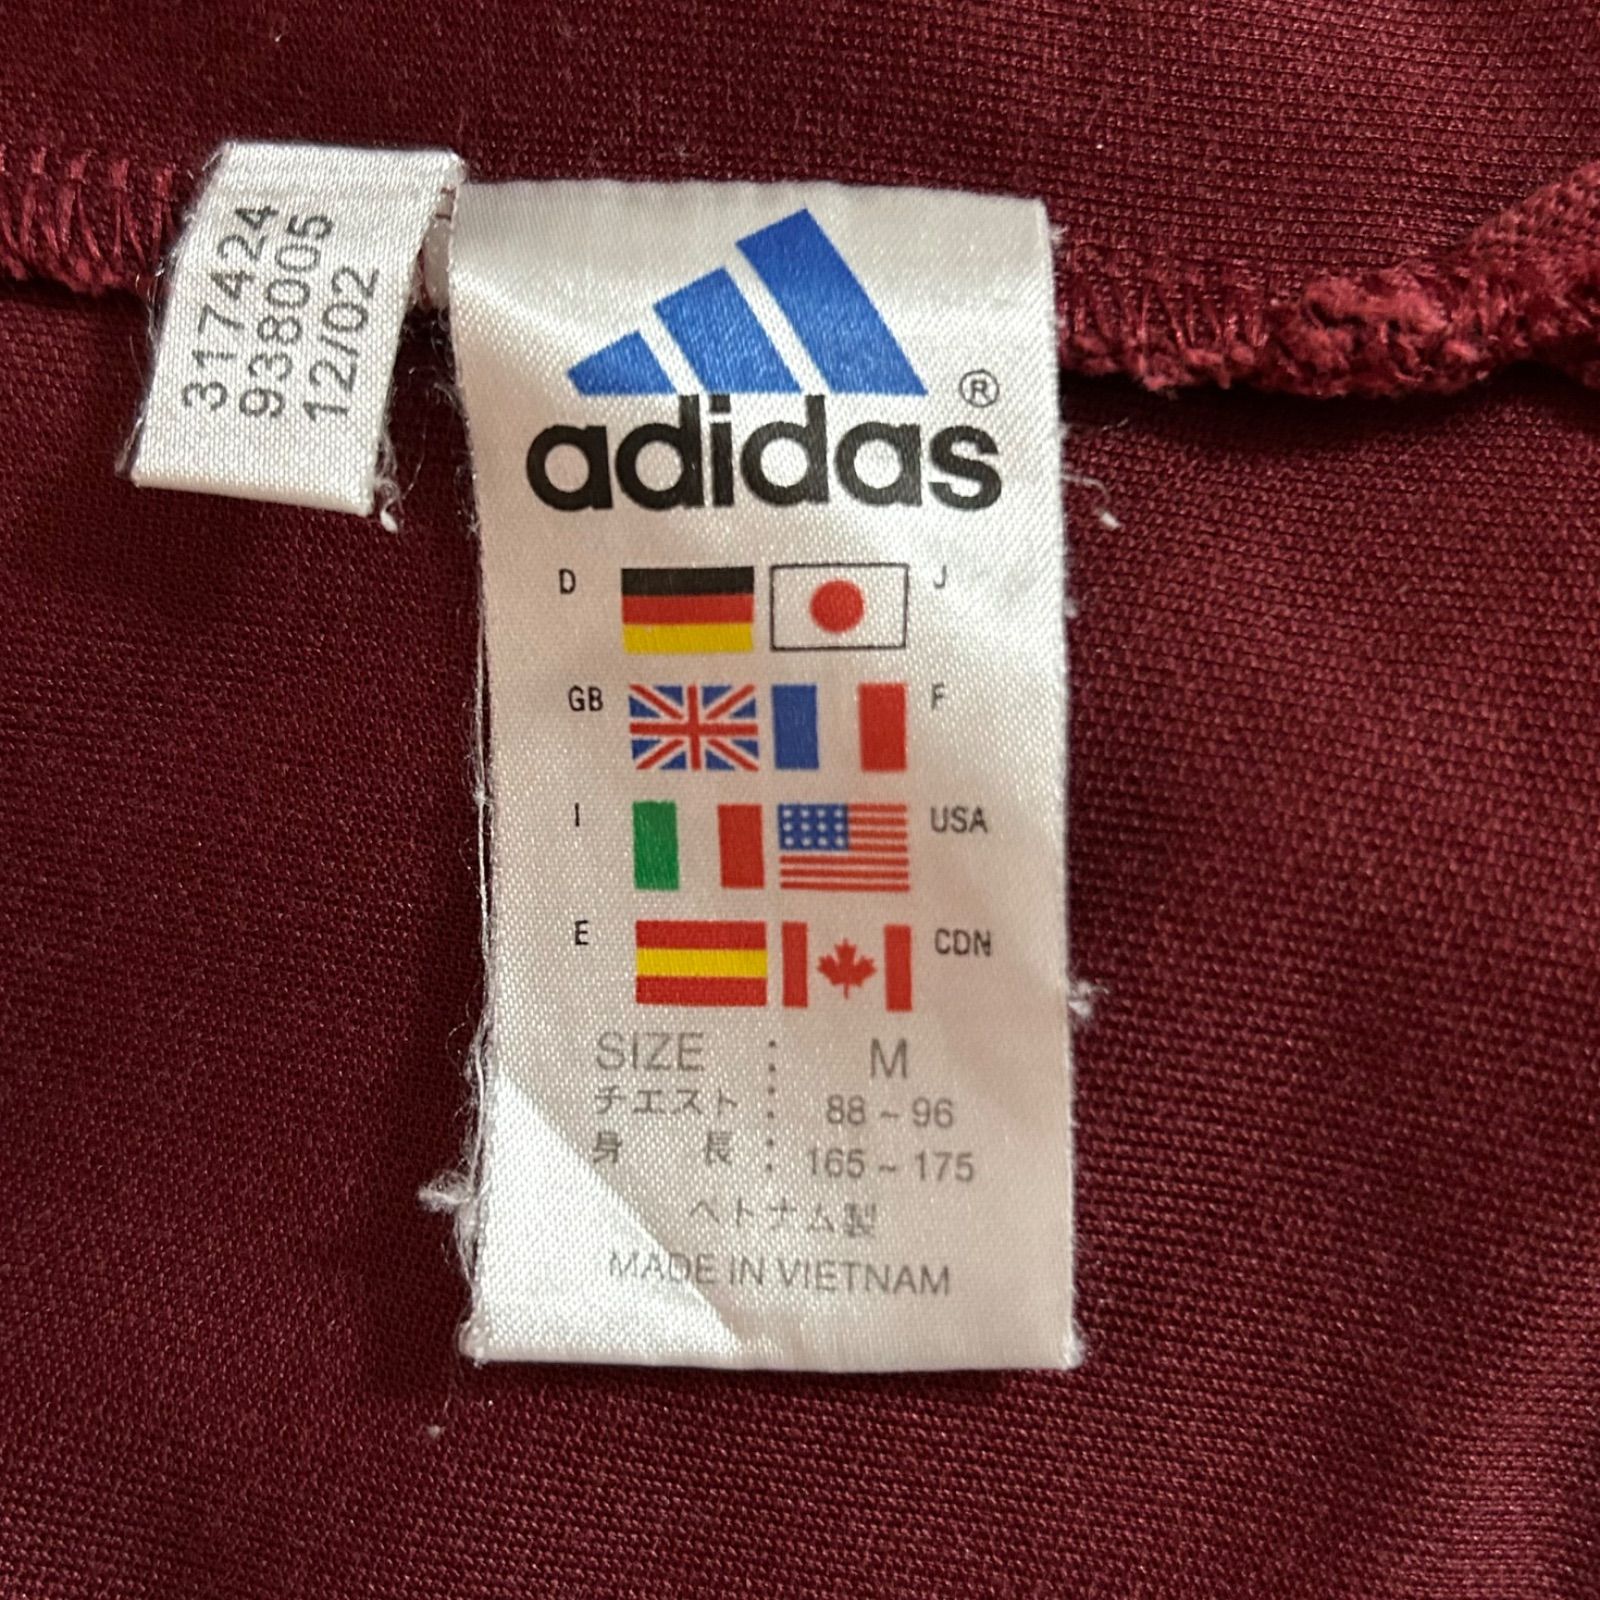 317424
938005
12/02
adidas®
D J
GB F
I USA
E CDN
SIZE : M
チエスト : 88 ~ 96
身 長 : 165 ~ 175
ベトナム製
MADE IN VIETNAM